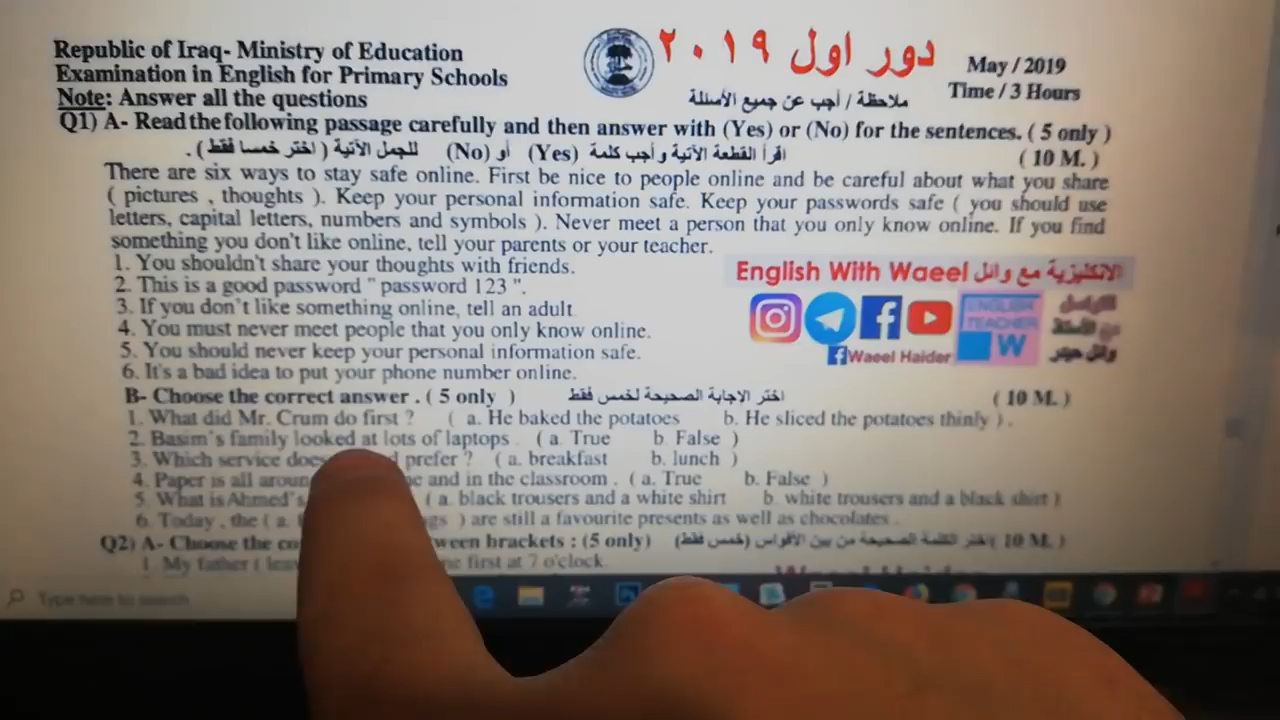 Republic of Iraq- Ministry of Education
Examination in English for Primary Schools
Note: Answer all the questions
دور اول ٢٠١٩
May / 2019
Time / 3 Hours
ملاحظة / أجب عن جميع الأسئلة
Q1) A- Read the following passage carefully and then answer with (Yes) or (No) for the sentences. ( 5 only )
اقرأ القطعة الآتية وأجب كلمة (Yes) أو (No) للجمل الآتية ( اختر خمسا فقط ) .
( 10 M. )
There are six ways to stay safe online. First be nice to people online and be careful about what you share
( pictures , thoughts ). Keep your personal information safe. Keep your passwords safe ( you should use
letters, capital letters, numbers and symbols ). Never meet a person that you only know online. If you find
something you don't like online, tell your parents or your teacher.
1. You shouldn't share your thoughts with friends.
2. This is a good password " password 123 ".
3. If you don't like something online, tell an adult
4. You must never meet people that you only know online.
5. You should never keep your personal information safe.
6. It's a bad idea to put your phone number online.
English With Waeel الانكليزية مع وائل
ENGLISH
TEACHER
W
وائل حيدر
Waeel Haider
B- Choose the correct answer . ( 5 only ) اختر الاجابة الصحيحة لخمس فقط ( 10 M. )
1. What did Mr. Crum do first ? ( a. He baked the potatoes b. He sliced the potatoes thinly ) .
2. Basim's family looked at lots of laptops . ( a. True b. False )
3. Which service does prefer ? ( a. breakfast b. lunch )
4. Paper is all and in the classroom . ( a. True b. False )
5. What is Ahmed's ( a. black trousers and a white shirt b. white trousers and a black shirt )
6. Today , the ( a. ) are still a favourite presents as well as chocolates .
Q2) A- Choose the between brackets : (5 only) (خمس فقط) اختر الكلمة الصحيحة من بين الاقواس ( 10 M. )
1. My father ( first at 7 o'clock.
Type here to search